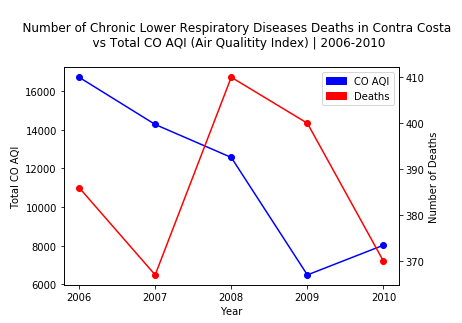 Number of Chronic Lower Respiratory Diseases Deaths in Contra Costa
vs Total CO AQI (Air Qualitity Index) | 2006-2010
CO AQI
Deaths
16000
14000
12000
10000
8000
6000
Total CO AQI
410
400
390
380
370
Number of Deaths
2006 2007 2008 2009 2010
Year